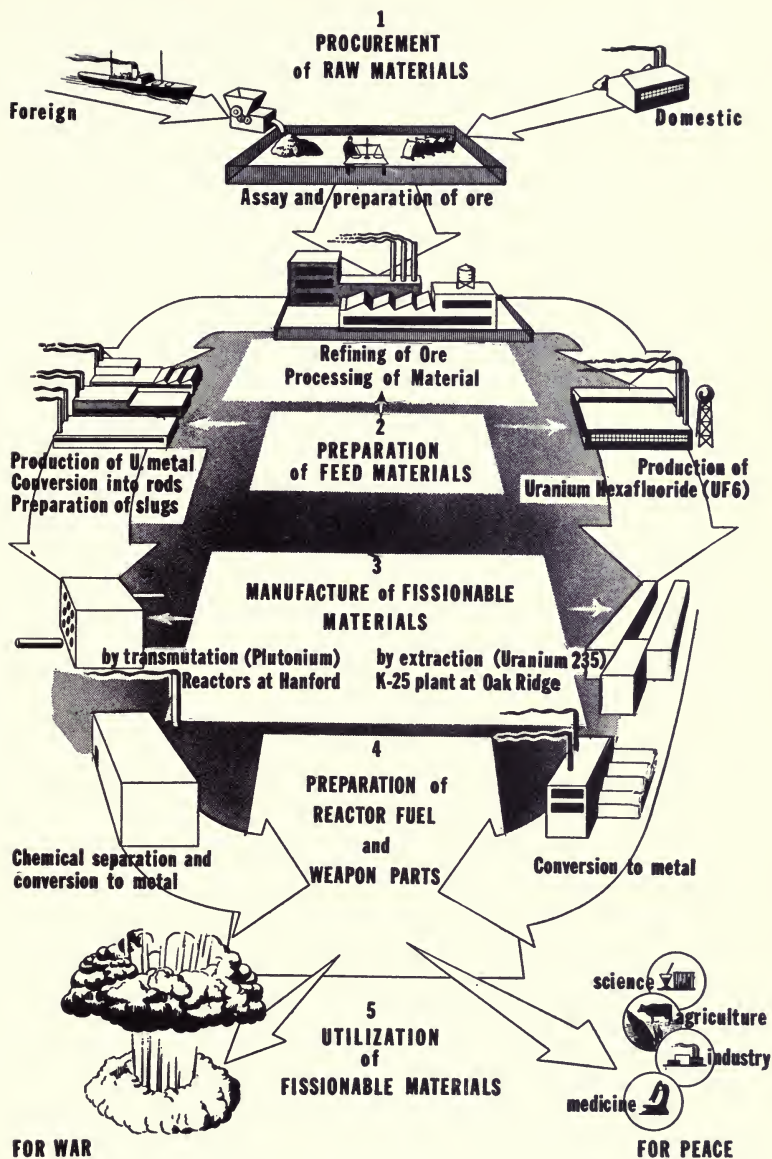 1
PROCUREMENT
of RAW MATERIALS
Foreign
Domestic
Assay and preparation of ore
Refining of Ore
Processing of Material
2
PREPARATION
of FEED MATERIALS
Production of U metal
Conversion into rods
Preparation of slugs
Production of
Uranium Hexafluoride (UF6)
3
MANUFACTURE of FISSIONABLE
MATERIALS
by transmutation (Plutonium)
Reactors at Hanford
by extraction (Uranium 235)
K-25 plant at Oak Ridge
4
PREPARATION of
REACTOR FUEL
and
WEAPON PARTS
Chemical separation and
conversion to metal
Conversion to metal
5
UTILIZATION
of
FISSIONABLE MATERIALS
science
agriculture
industry
medicine
FOR WAR
FOR PEACE